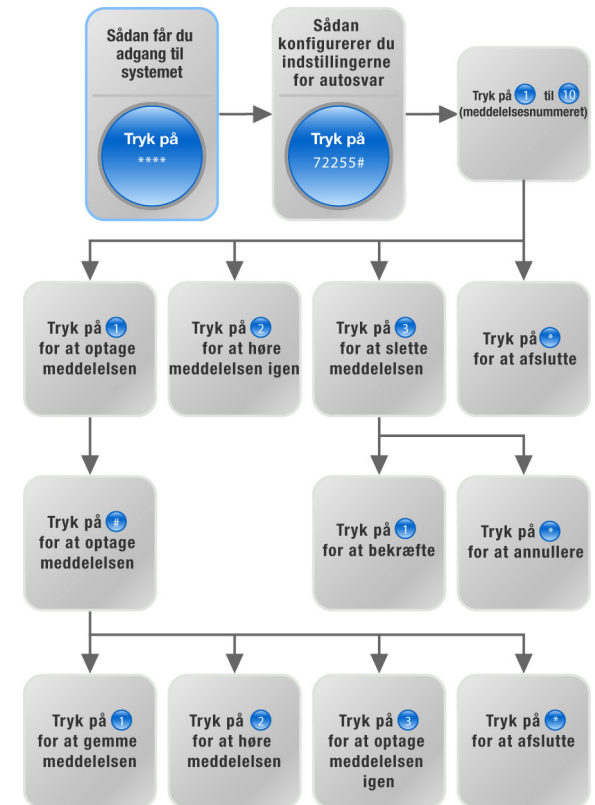 Sådan får du
adgang til
systemet
Tryk på
****
Sådan
konfigurerer du
indstillingerne
for autosvar
Tryk på
72255#
Tryk på 1 til 10
(meddelelsesnummeret)
Tryk på 1
for at optage
meddelelsen
Tryk på 2
for at høre
meddelelsen igen
Tryk på 3
for at slette
meddelelsen
Tryk på *
for at afslutte
Tryk på #
for at optage
meddelelsen
Tryk på 1
for at bekræfte
Tryk på *
for at annullere
Tryk på 1
for at gemme
meddelelsen
Tryk på 2
for at høre
meddelelsen
Tryk på 3
for at optage
meddelelsen
igen
Tryk på *
for at afslutte